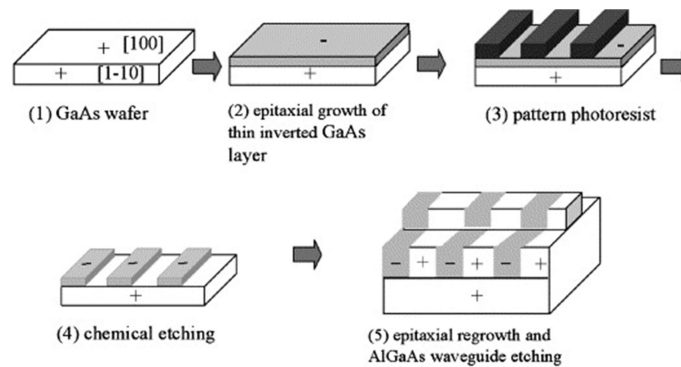 + [100]
+ [1-10]
(1) GaAs wafer
-
+
(2) epitaxial growth of
thin inverted GaAs
layer
-
+
(3) pattern photoresist
- - -
+
(4) chemical etching
- + - + - +
+
(5) epitaxial regrowth and
AlGaAs waveguide etching